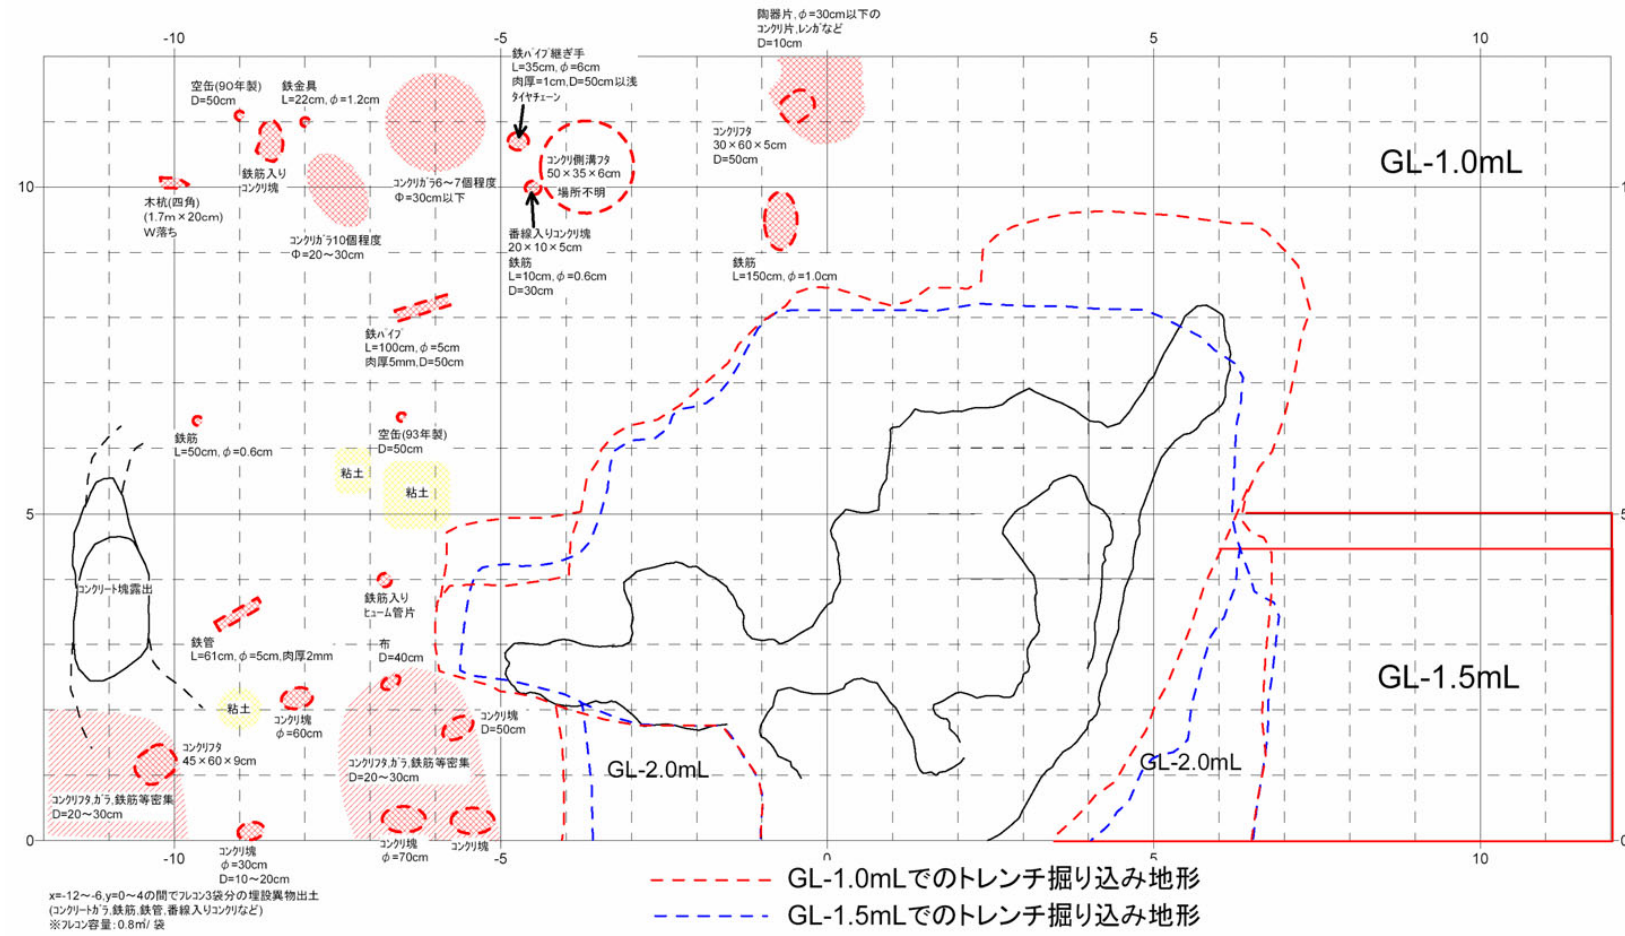 陶器片,φ=30cm以下の
コンクリ片,レンガなど
D=10cm
-10
-5
0
5
10
鉄パイプ継ぎ手
L=35cm,φ=6cm
肉厚=1cm,D=50cm以浅
タイヤチェーン
空缶(90年製)
D=50cm
鉄金具
L=22cm,φ=1.2cm
コンクリフタ
30×60×5cm
D=50cm
GL-1.0mL
コンクリ側溝フタ
50×35×6cm
場所不明
鉄筋入り
コンクリ塊
コンクリガラ6~7個程度
Φ=30cm以下
10
木杭(四角)
(1.7m×20cm)
W落ち
コンクリガラ10個程度
Φ=20~30cm
番線入りコンクリ塊
20×10×5cm
鉄筋
L=10cm,φ=0.6cm
D=30cm
鉄筋
L=150cm,φ=1.0cm
鉄パイプ
L=100cm,φ=5cm
肉厚5mm,D=50cm
鉄筋
L=50cm,φ=0.6cm
空缶(93年製)
D=50cm
粘土
粘土
5
5
コンクリート塊露出
鉄筋入り
ヒューム管片
鉄管
L=61cm,φ=5cm,肉厚2mm
布
D=40cm
GL-1.5mL
粘土
コンクリ塊
φ=60cm
コンクリ塊
D=50cm
コンクリフタ
45×60×9cm
コンクリフタ,ガラ,鉄筋等密集
D=20~30cm
GL-2.0mL
GL-2.0mL
コンクリフタ,ガラ,鉄筋等密集
D=20~30cm
0
0
コンクリ塊
φ=30cm
D=10~20cm
コンクリ塊
φ=70cm
コンクリ塊
-10
-5
0
5
10
GL-1.0mLでのトレンチ掘り込み地形
GL-1.5mLでのトレンチ掘り込み地形
x=-12~-6,y=0~4の間でフレコン3袋分の埋設異物出土
(コンクリートガラ,鉄筋,鉄管,番線入りコンクリなど)
※フレコン容量:0.8㎥/袋